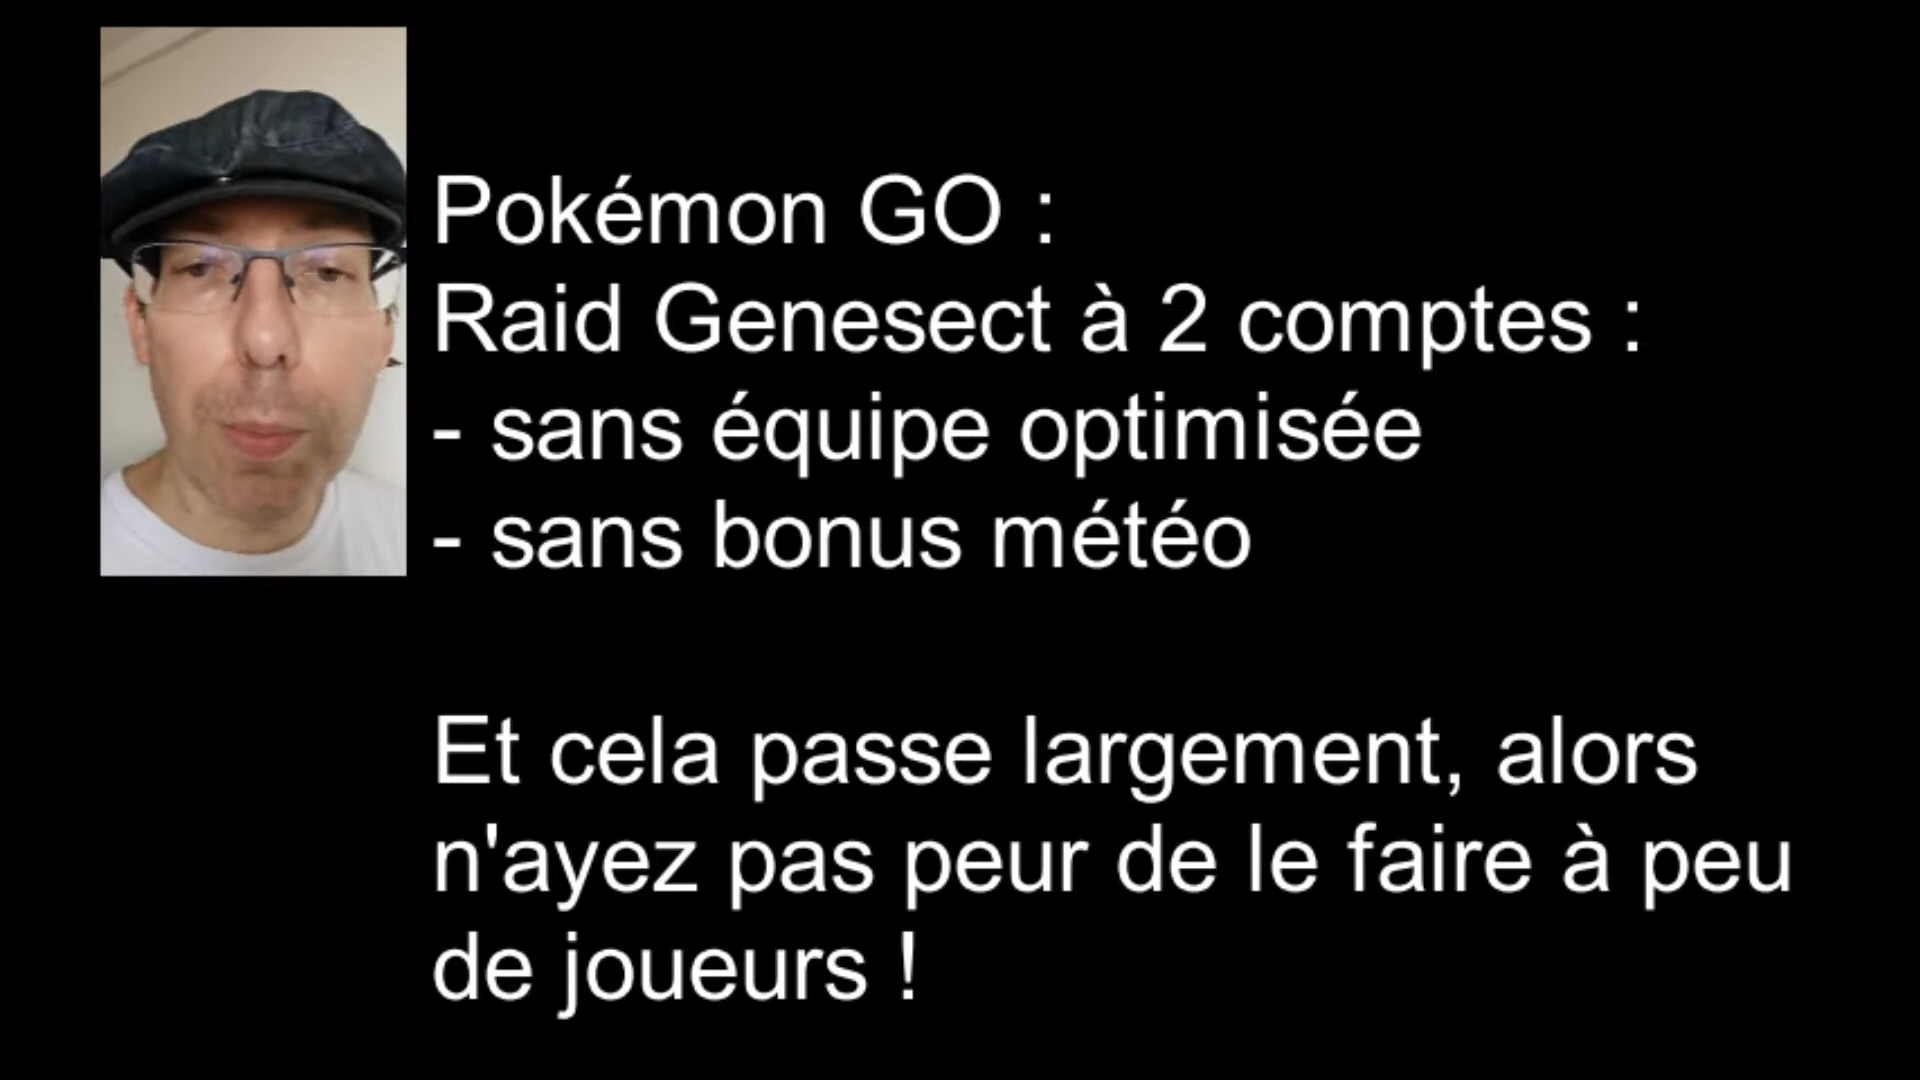 Pokémon GO :
Raid Genesect à 2 comptes :
- sans équipe optimisée
- sans bonus météo
Et cela passe largement, alors
n'ayez pas peur de le faire à peu
de joueurs !